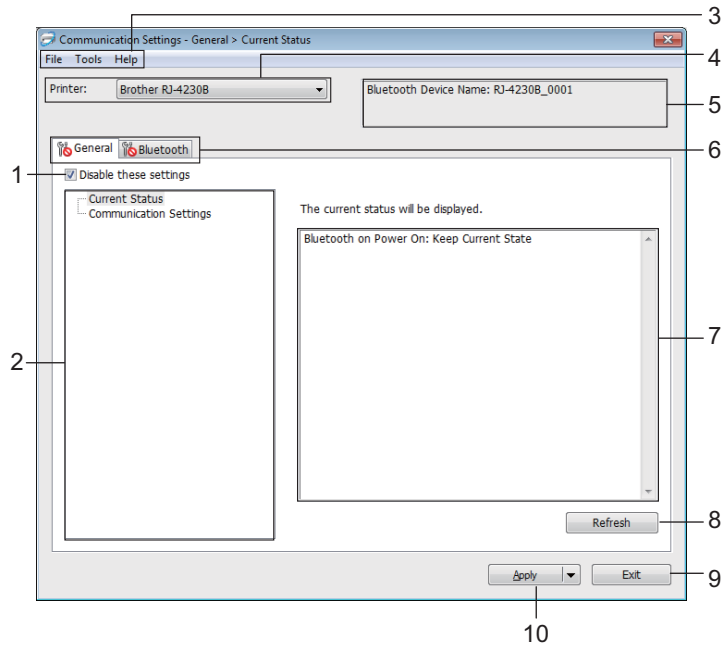 3
Communication Settings - General > Current Status
File Tools Help
4
Printer: Brother RJ-4230B
Bluetooth Device Name: RJ-4230B_0001
5
General Bluetooth
6
1
Disable these settings
Current Status
Communication Settings
The current status will be displayed.
Bluetooth on Power On: Keep Current State
2
7
Refresh
8
Apply Exit
9
10